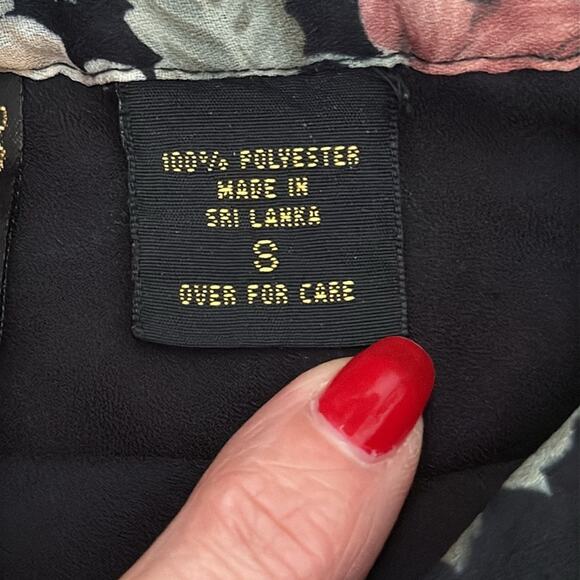 100% POLYESTER
MADE IN
SRI LANKA
8
OVER FOR CARE